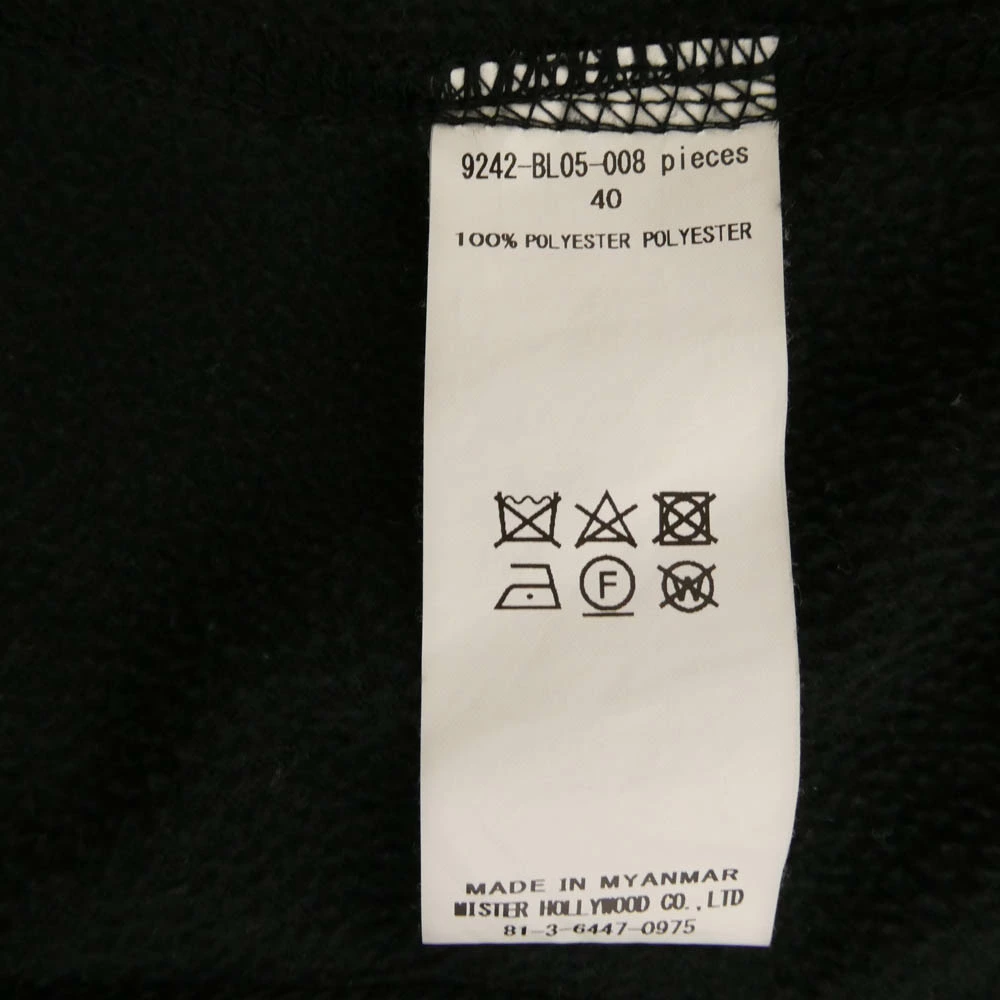 9242-BL05-008 pieces
40
100% POLYESTER POLYESTER
F W
MADE IN MYANMAR
MISTER HOLLYWOOD CO.,LTD
81-3-6447-0975